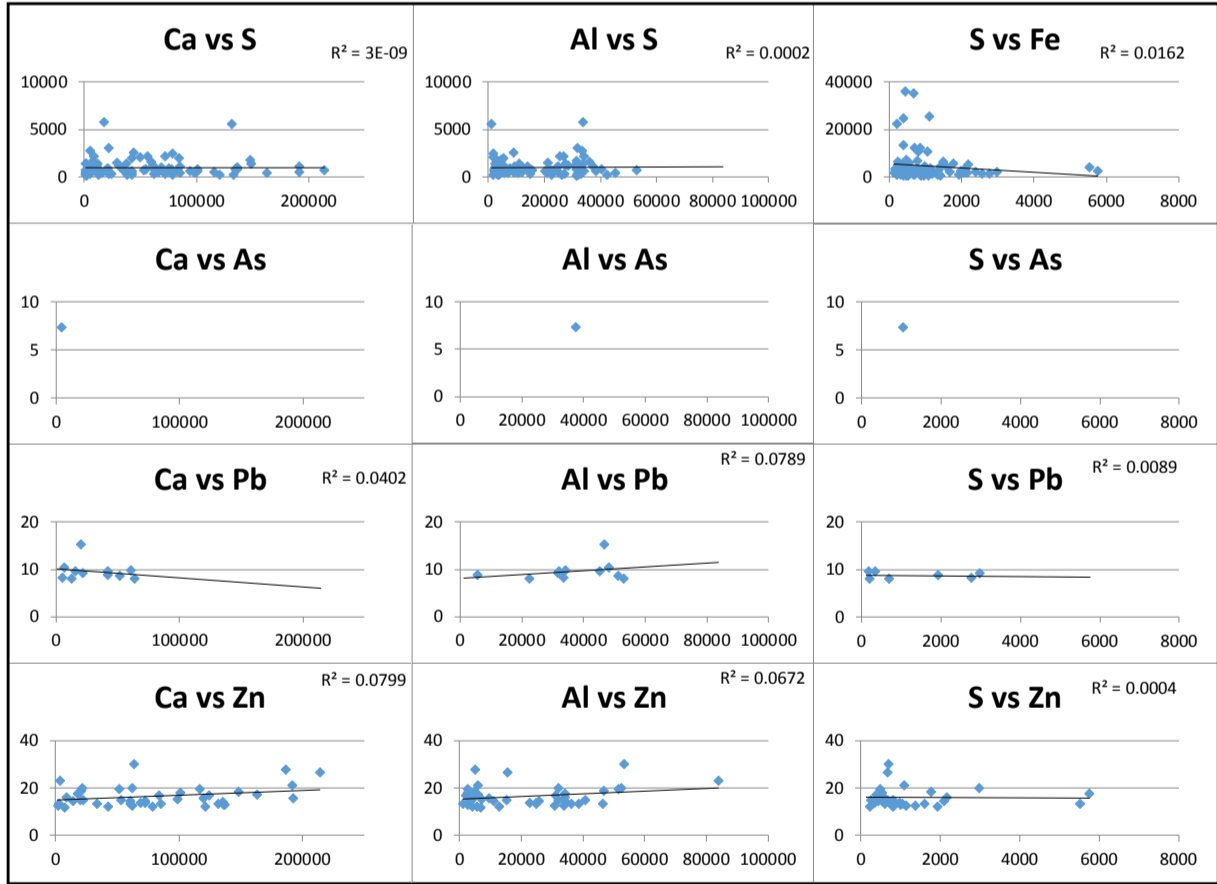 Ca vs S
R² = 3E-09
10000
5000
0
0 100000 200000
Al vs S
R² = 0.0002
10000
5000
0
0 20000 40000 60000 80000 100000
S vs Fe
R² = 0.0162
40000
20000
0
0 2000 4000 6000 8000
Ca vs As
10
5
0
0 100000 200000
Al vs As
10
5
0
0 20000 40000 60000 80000 100000
S vs As
10
5
0
0 2000 4000 6000 8000
Ca vs Pb
R² = 0.0402
20
10
0
0 100000 200000
Al vs Pb
R² = 0.0789
20
10
0
0 20000 40000 60000 80000 100000
S vs Pb
R² = 0.0089
20
10
0
0 2000 4000 6000 8000
Ca vs Zn
R² = 0.0799
40
20
0
0 100000 200000
Al vs Zn
R² = 0.0672
40
20
0
0 20000 40000 60000 80000 100000
S vs Zn
R² = 0.0004
40
20
0
0 2000 4000 6000 8000